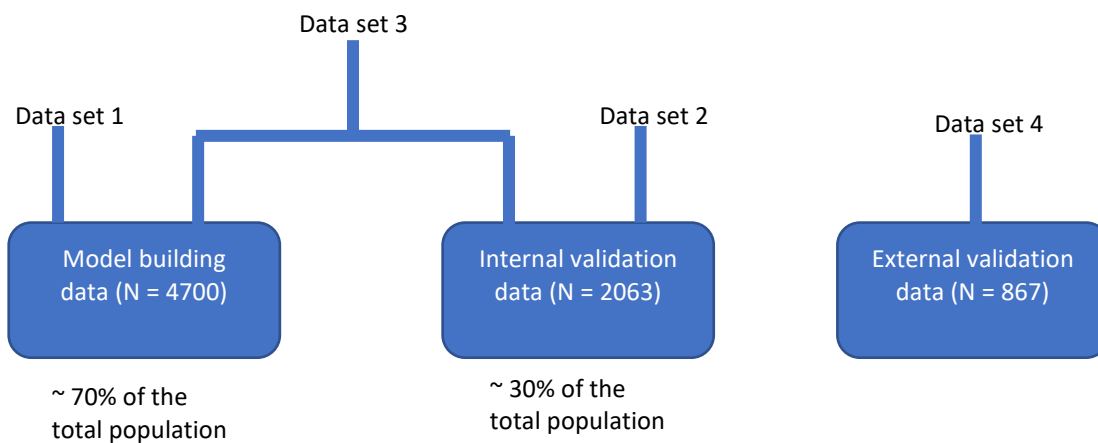 Data set 3
Data set 1
Data set 2
Data set 4
Model building
data (N = 4700)
Internal validation
data (N = 2063)
External validation
data (N = 867)
~ 70% of the
total population
~ 30% of the
total population